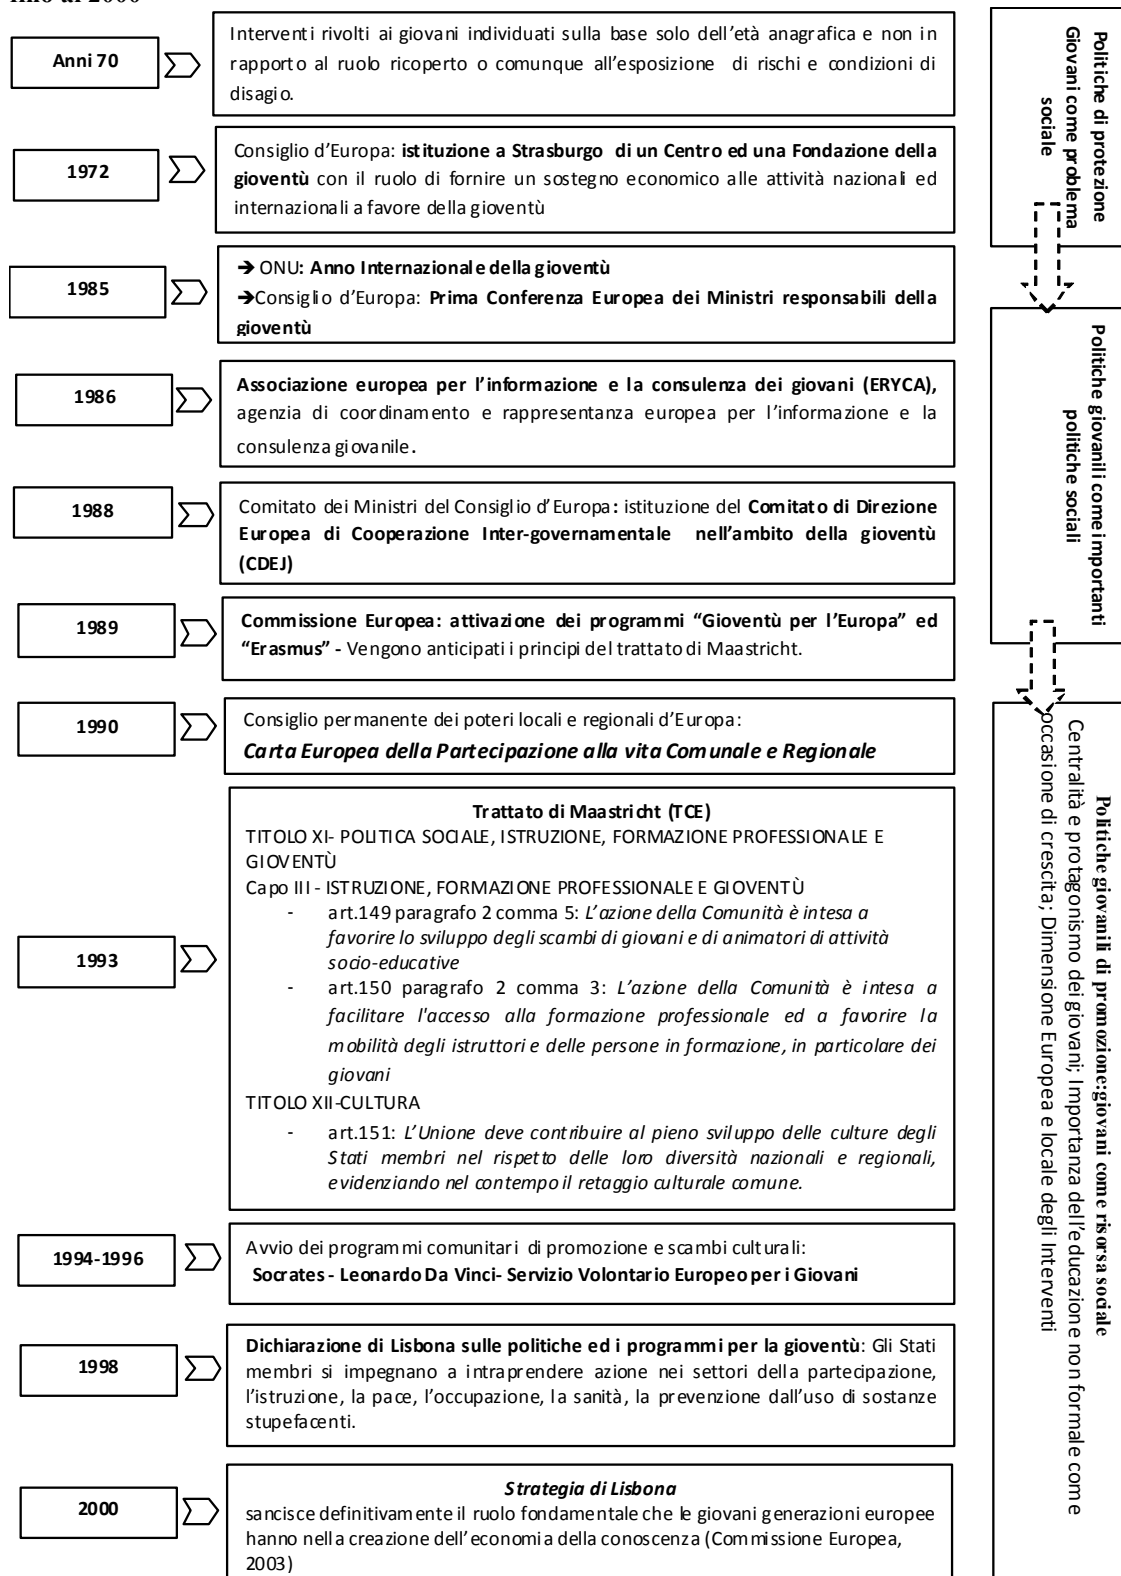 Anni 70
Interventi rivolti ai giovani individuati sulla base solo dell'età anagrafica e non in
rapporto al ruolo ricoperto o comunque all'esposizione di rischi e condizioni di
disagio.
1972
Consiglio d'Europa: istituzione a Strasburgo di un Centro ed una Fondazione della
gioventù con il ruolo di fornire un sostegno economico alle attività nazionali ed
internazionali a favore della gioventù
1985
➔ ONU: Anno Internazionale della gioventù
➔Consiglio d'Europa: Prima Conferenza Europea dei Ministri responsabili della
gioventù
1986
Associazione europea per l'informazione e la consulenza dei giovani (ERYCA),
agenzia di coordinamento e rappresentanza europea per l'informazione e la
consulenza giovanile.
1988
Comitato dei Ministri del Consiglio d'Europa: istituzione del Comitato di Direzione
Europea di Cooperazione Inter-governamentale nell'ambito della gioventù
(CDEJ)
1989
Commissione Europea: attivazione dei programmi “Gioventù per l'Europa” ed
“Erasmus” - Vengono anticipati i principi del trattato di Maastricht.
1990
Consiglio permanente dei poteri locali e regionali d'Europa:
Carta Europea della Partecipazione alla vita Comunale e Regionale
1993
Trattato di Maastricht (TCE)
TITOLO XI- POLITICA SOCIALE, ISTRUZIONE, FORMAZIONE PROFESSIONALE E
GIOVENTÙ
Capo III - ISTRUZIONE, FORMAZIONE PROFESSIONALE E GIOVENTÙ
- art.149 paragrafo 2 comma 5: L'azione della Comunità è intesa a
favorire lo sviluppo degli scambi di giovani e di animatori di attività
socio-educative
- art.150 paragrafo 2 comma 3: L'azione della Comunità è intesa a
facilitare l'accesso alla formazione professionale ed a favorire la
mobilità degli istruttori e delle persone in formazione, in particolare dei
giovani
TITOLO XII-CULTURA
- art.151: L'Unione deve contribuire al pieno sviluppo delle culture degli
Stati membri nel rispetto delle loro diversità nazionali e regionali,
evidenziando nel contempo il retaggio culturale comune.
1994-1996
Avvio dei programmi comunitari di promozione e scambi culturali:
Socrates - Leonardo Da Vinci- Servizio Volontario Europeo per i Giovani
1998
Dichiarazione di Lisbona sulle politiche ed i programmi per la gioventù: Gli Stati
membri si impegnano a intraprendere azione nei settori della partecipazione,
l'istruzione, la pace, l'occupazione, la sanità, la prevenzione dall'uso di sostanze
stupefacenti.
2000
Strategia di Lisbona
sancisce definitivamente il ruolo fondamentale che le giovani generazioni europee
hanno nella creazione dell'economia della conoscenza (Commissione Europea,
2003)
Politiche di protezione
Giovani come problema
sociale
Politiche giovanili come importanti
politiche sociali
Politiche giovanili di promozione:giovani come risorsa sociale
Centralità e protagonismo dei giovani; Importanza dell'educazione non formale come
occasione di crescita; Dimensione Europea e locale degli Interventi